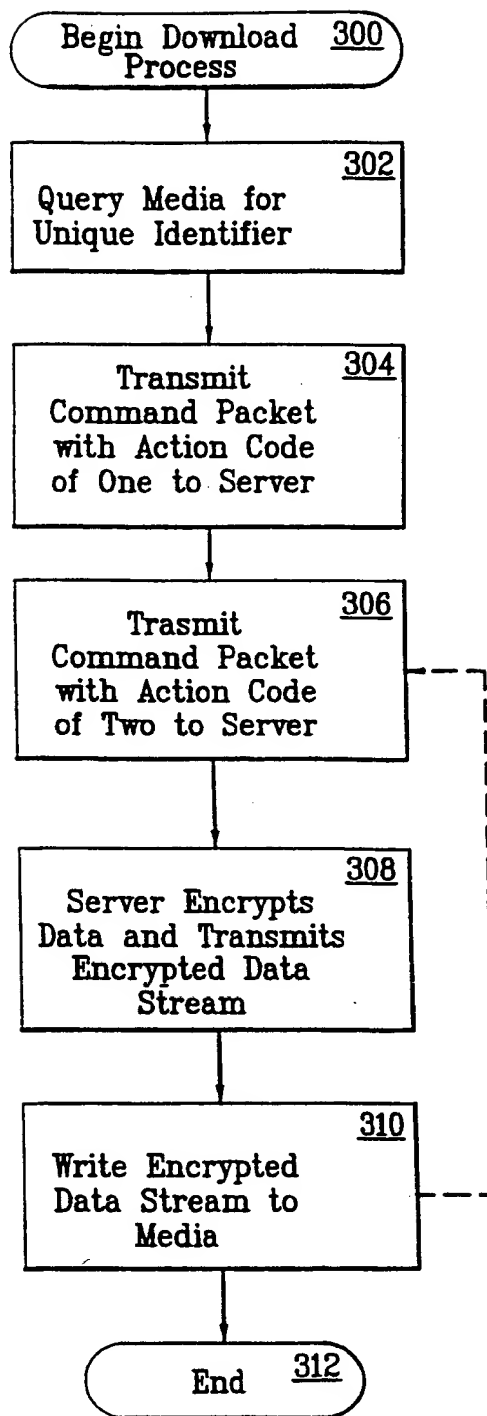 Begin Download 300
Process
302
Query Media for
Unique Identifier
304
Transmit
Command Packet
with Action Code
of One to Server
306
Trasmit
Command Packet
with Action Code
of Two to Server
308
Server Encrypts
Data and Transmits
Encrypted Data
Stream
310
Write Encrypted
Data Stream to
Media
End 312